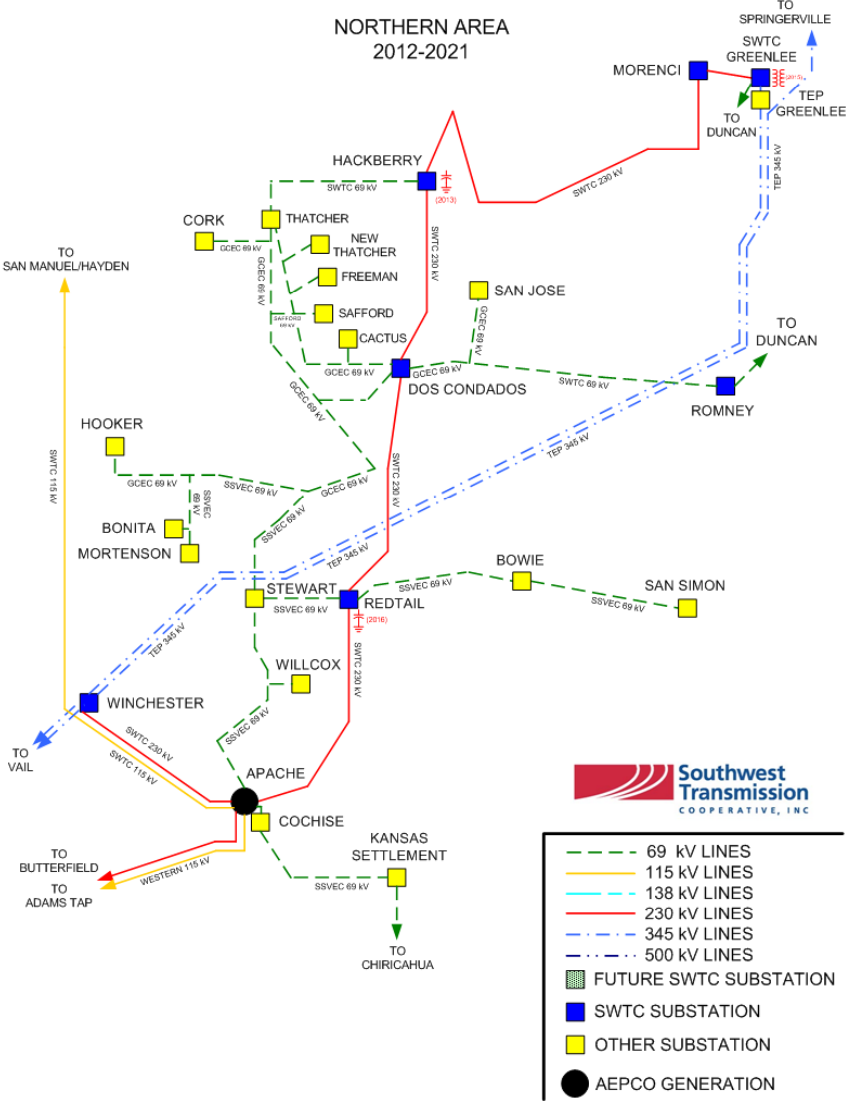 NORTHERN AREA
2012-2021
TO
SPRINGERVILLE
SWTC
GREENLEE
MORENCI
(2015)
TEP
GREENLEE
TO
DUNCAN
TEP 345 kV
HACKBERRY
SWTC 69 kV
(2013)
SWTC 230 kV
CORK
THATCHER
GCEC 69 kV
NEW
THATCHER
FREEMAN
GCEC 69 kV
SWTC 230 kV
TO
SAN MANUEL/HAYDEN
SAFFORD
SAFFORD
69 kV
SAN JOSE
GCEC 69 kV
CACTUS
GCEC 69 kV
GCEC 69 kV
DOS CONDADOS
SWTC 69 kV
TO
DUNCAN
ROMNEY
GCEC 69 kV
HOOKER
TEP 345 kV
SWTC 115 kV
GCEC 69 kV
SSVEC
69 kV
SSVEC 69 kV
GCEC 69 kV
SWTC 230 kV
BONITA
MORTENSON
SSVEC 69 kV
TEP 345 kV
STEWART
SSVEC 69 kV
REDTAIL
(2016)
SSVEC 69 kV
BOWIE
SSVEC 69 kV
SAN SIMON
TEP 345 kV
SWTC 230 kV
WILLCOX
SSVEC 69 kV
WINCHESTER
TO
VAIL
SWTC 230 kV
SWTC 115 kV
APACHE
COCHISE
KANSAS
SETTLEMENT
SSVEC 69 kV
TO
BUTTERFIELD
WESTERN 115 kV
TO
ADAMS TAP
TO
CHIRICAHUA
Southwest
Transmission
COOPERATIVE, INC
69 kV LINES
115 kV LINES
138 kV LINES
230 kV LINES
345 kV LINES
500 kV LINES
FUTURE SWTC SUBSTATION
SWTC SUBSTATION
OTHER SUBSTATION
AEPCO GENERATION